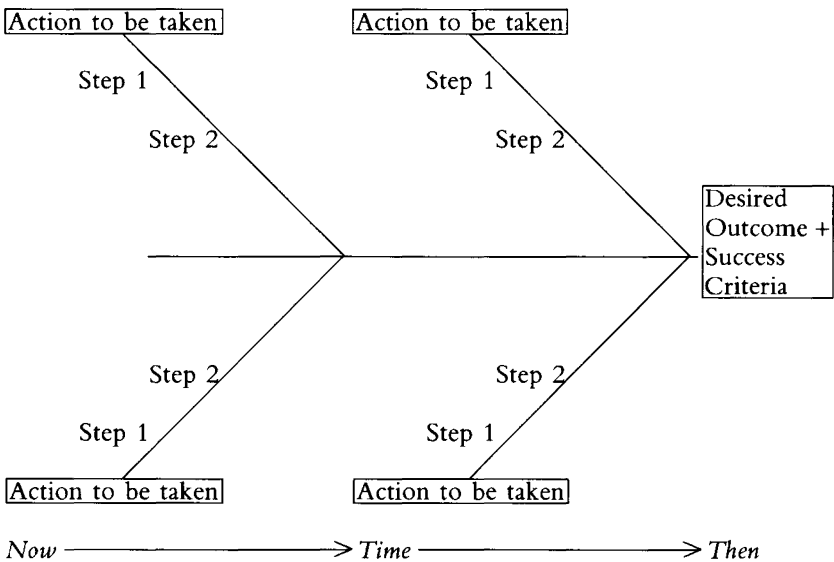 Action to be taken
Action to be taken
Step 1
Step 1
Step 2
Step 2
Desired
Outcome +
Success
Criteria
Step 2
Step 2
Step 1
Step 1
Action to be taken
Action to be taken
Now Time Then